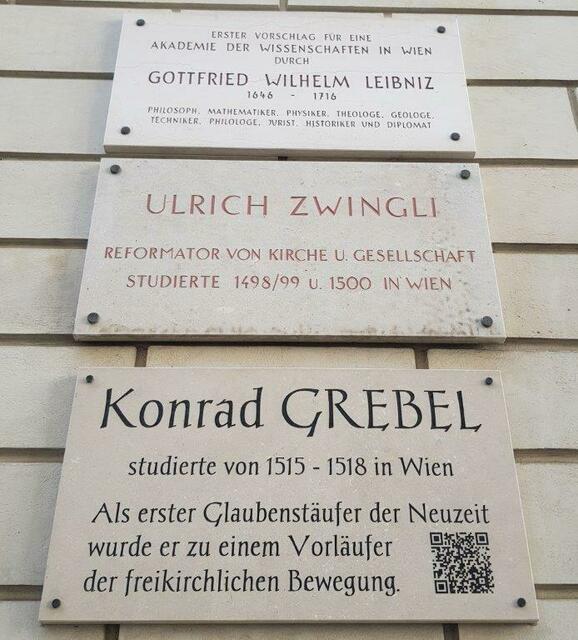 ERSTER VORSCHLAG FÜR EINE
AKADEMIE DER WISSENSCHAFTEN IN WIEN
DURCH
GOTTFRIED WILHELM LEIBNIZ
1646 - 1716
PHILOSOPH, MATHEMATIKER, PHYSIKER, THEOLOGE, GEOLOGE,
TECHNIKER, PHILOLOGE, JURIST, HISTORIKER UND DIPLOMAT
ULRICH ZWINGLI
REFORMATOR VON KIRCHE U. GESELLSCHAFT
STUDIERTE 1498/99 U. 1500 IN WIEN
Konrad GREBEL
studierte von 1515 - 1518 in Wien
Als erster Glaubenstäufer der Neuzeit
wurde er zu einem Vorläufer
der freikirchlichen Bewegung.